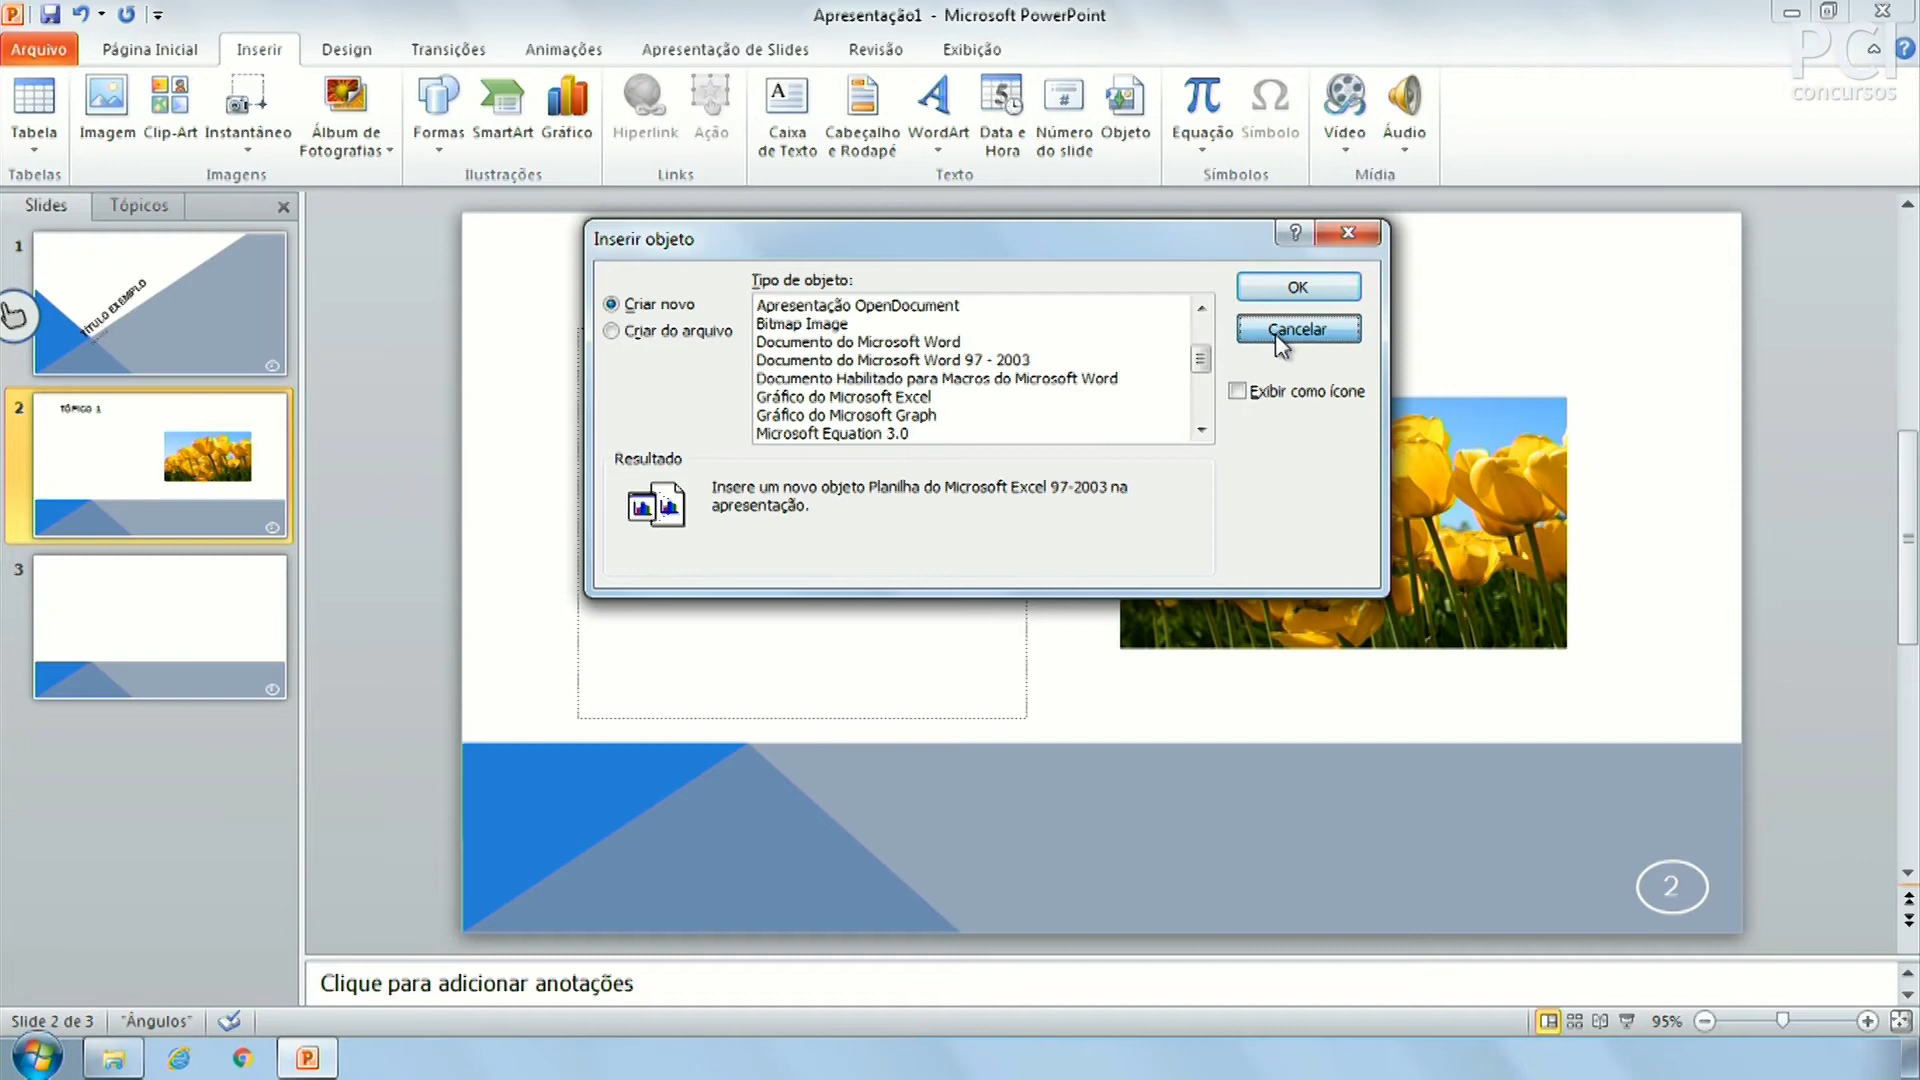 Apresentação1 - Microsoft PowerPoint
Arquivo Página Inicial Inserir Design Transições Animações Apresentação de Slides Revisão Exibição
PCI
concursos
Tabela Imagem Clip-Art Instantâneo Álbum de Fotografias Formas SmartArt Gráfico Hiperlink Ação Caixa de Texto Cabeçalho e Rodapé WordArt Data e Hora Número do slide Objeto Equação Símbolo Vídeo Áudio
Tabelas Imagens Ilustrações Links Texto Símbolos Mídia
Slides Tópicos
1
TÍTULO EXEMPLO
2
TÓPICO 1
3
Inserir objeto
Criar novo
Criar do arquivo
Tipo de objeto:
Apresentação OpenDocument
Bitmap Image
Documento do Microsoft Word
Documento do Microsoft Word 97 - 2003
Documento Habilitado para Macros do Microsoft Word
Gráfico do Microsoft Excel
Gráfico do Microsoft Graph
Microsoft Equation 3.0
OK
Cancelar
Exibir como ícone
Resultado
Insere um novo objeto Planilha do Microsoft Excel 97-2003 na
apresentação.
2
Clique para adicionar anotações
Slide 2 de 3 "Ângulos" 95%